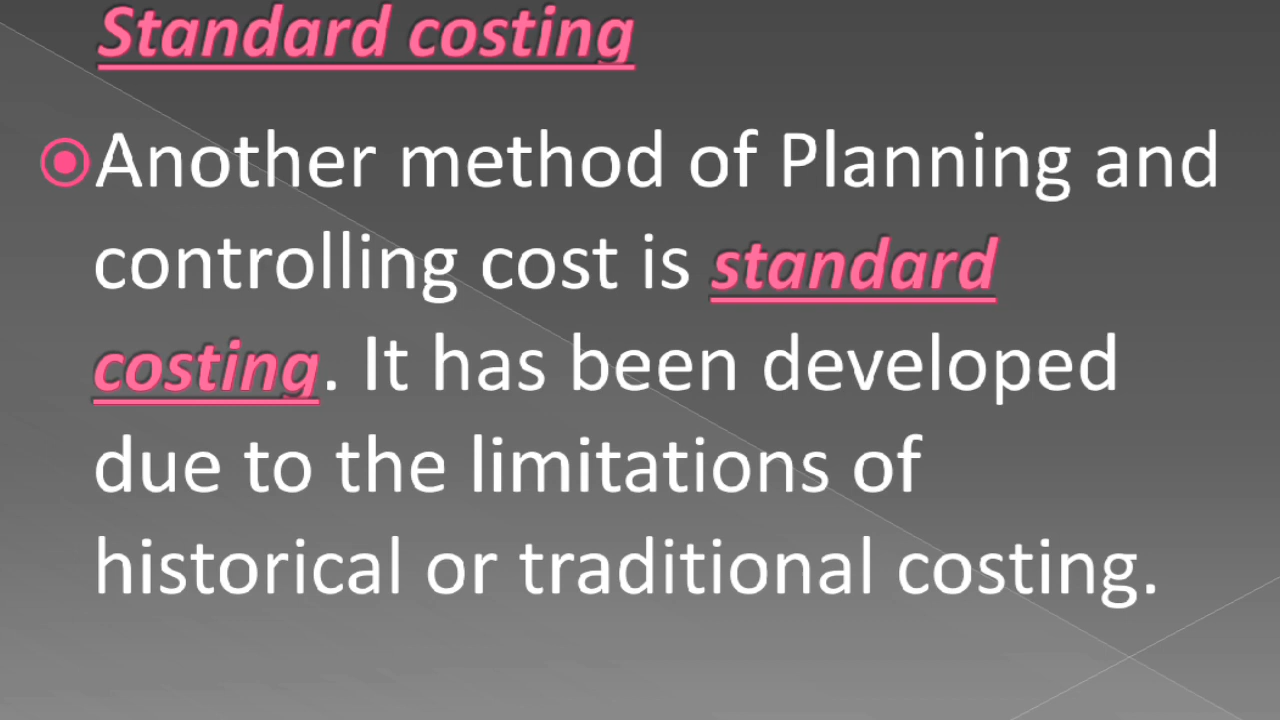 Standard costing
Another method of Planning and
controlling cost is standard
costing. It has been developed
due to the limitations of
historical or traditional costing.